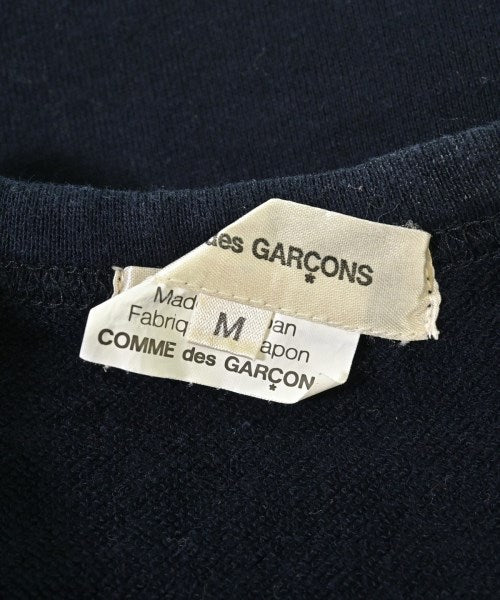 des GARÇONS
Mad an
Fabriq apon
M
COMME des GARÇON